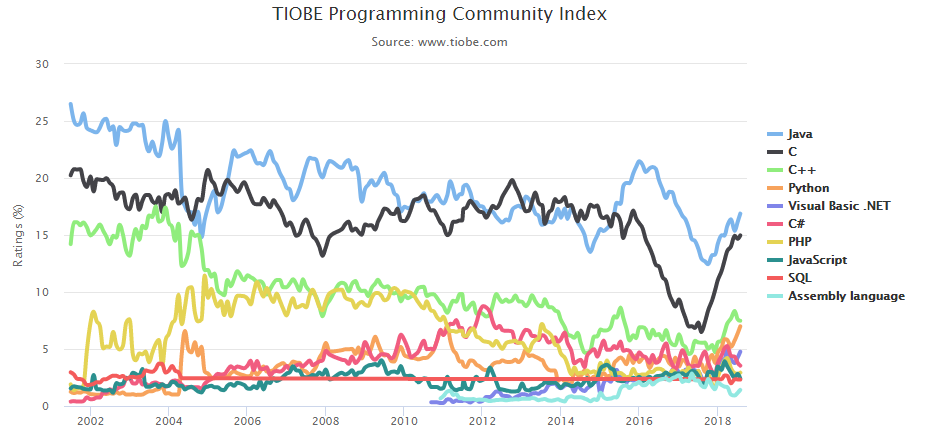 TIOBE Programming Community Index
Source: www.tiobe.com
Ratings (%)
30
25
20
15
10
5
0
2002 2004 2006 2008 2010 2012 2014 2016 2018
Java
C
C++
Python
Visual Basic .NET
C#
PHP
JavaScript
SQL
Assembly language